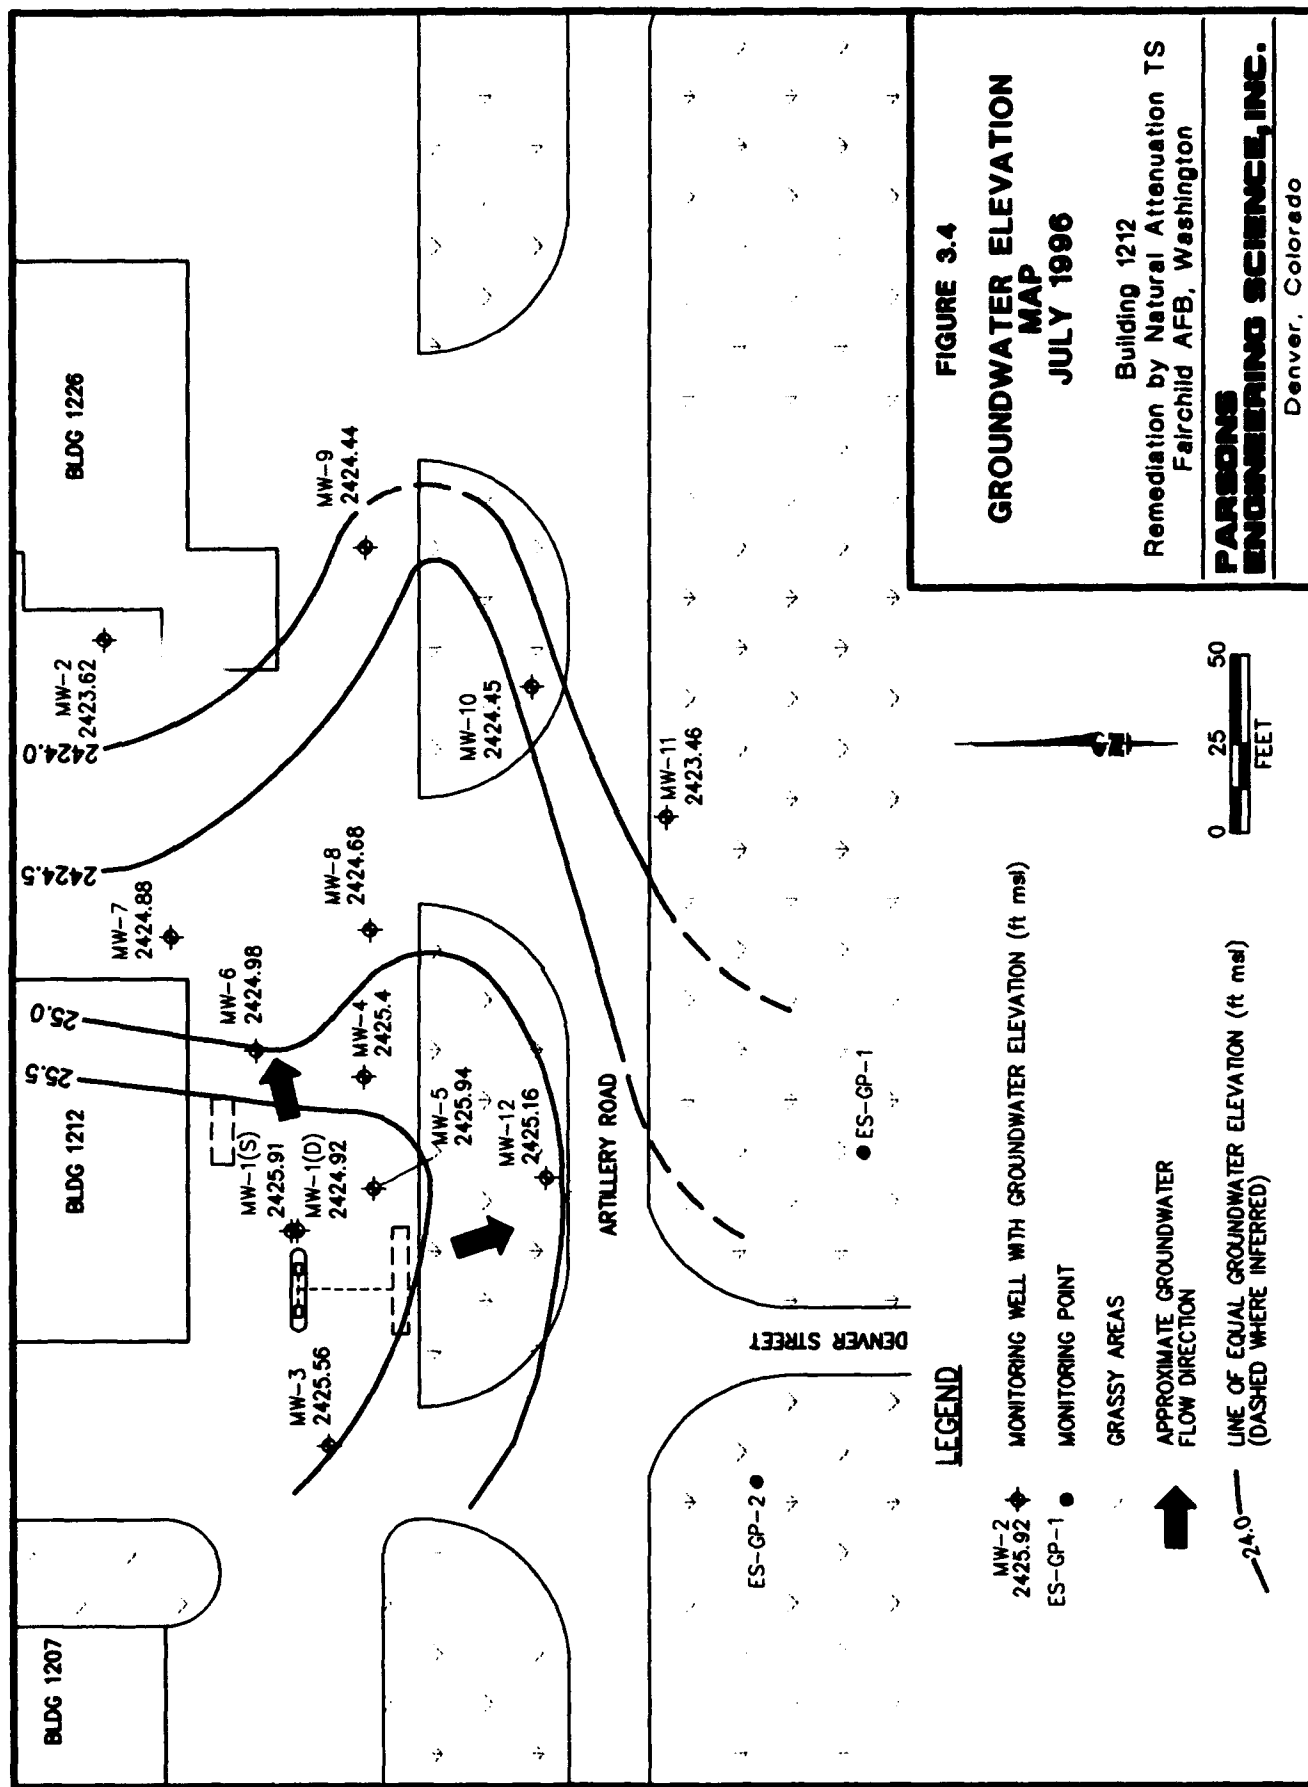 BLDG 1207
BLDG 1212
BLDG 1226
25.5
25.0
2424.5
2424.0
MW-2
2423.62
MW-7
2424.88
MW-6
2424.98
MW-9
2424.44
MW-8
2424.68
MW-4
2425.4
MW-1(S)
2425.91
MW-1(D)
2424.92
MW-3
2425.56
MW-5
2425.94
MW-12
2425.16
MW-10
2424.45
MW-11
2423.46
ARTILLERY ROAD
DENVER STREET
ES-GP-1
ES-GP-2
LEGEND
MW-2
2425.92
MONITORING WELL WITH GROUNDWATER ELEVATION (ft msl)
ES-GP-1
MONITORING POINT
GRASSY AREAS
APPROXIMATE GROUNDWATER
FLOW DIRECTION
24.0
LINE OF EQUAL GROUNDWATER ELEVATION (ft msl)
(DASHED WHERE INFERRED)
0 25 50
FEET
FIGURE 3.4
GROUNDWATER ELEVATION
MAP
JULY 1996
Building 1212
Remediation by Natural Attenuation TS
Fairchild AFB, Washington
PARSONS
ENGINEERING SCIENCE, INC.
Denver, Colorado